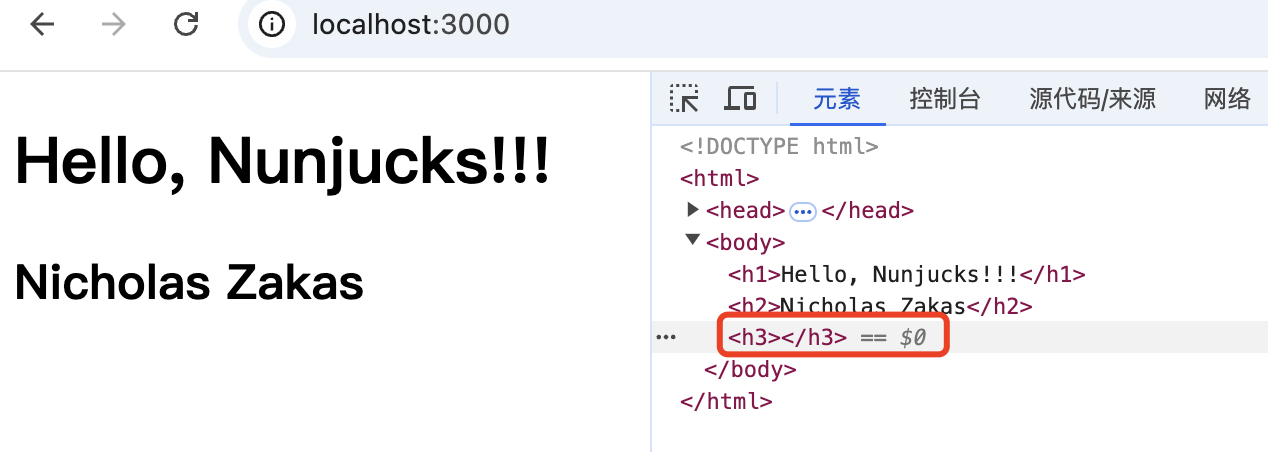 localhost:3000
Hello, Nunjucks!!!
Nicholas Zakas
元素 控制台 源代码/来源 网络
<!DOCTYPE html>
<html>
<head>…</head>
<body>
<h1>Hello, Nunjucks!!!</h1>
<h2>Nicholas Zakas</h2>
… <h3></h3> == $0
</body>
</html>